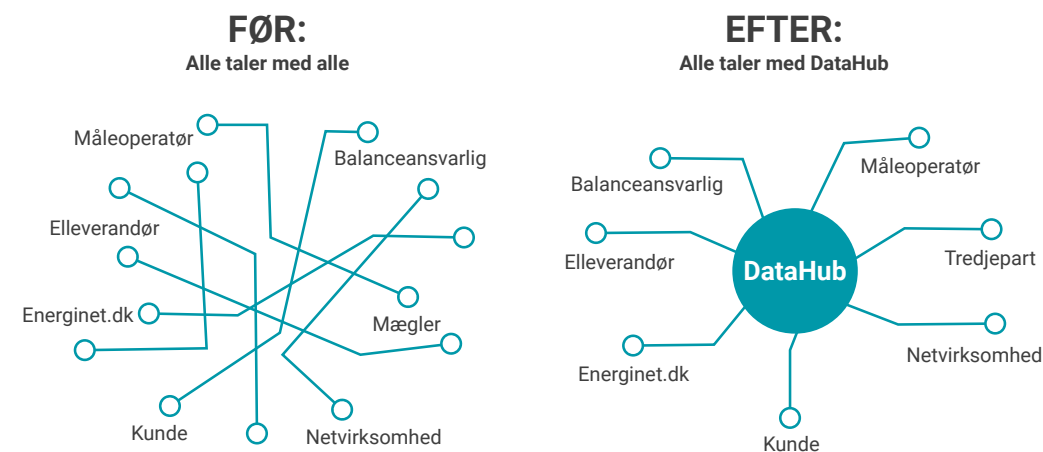 FØR:
Alle taler med alle
Måleoperatør
Balanceansvarlig
Elleverandør
Energinet.dk
Mægler
Kunde
Netvirksomhed
EFTER:
Alle taler med DataHub
Måleoperatør
Balanceansvarlig
Elleverandør
Tredjepart
DataHub
Netvirksomhed
Energinet.dk
Kunde